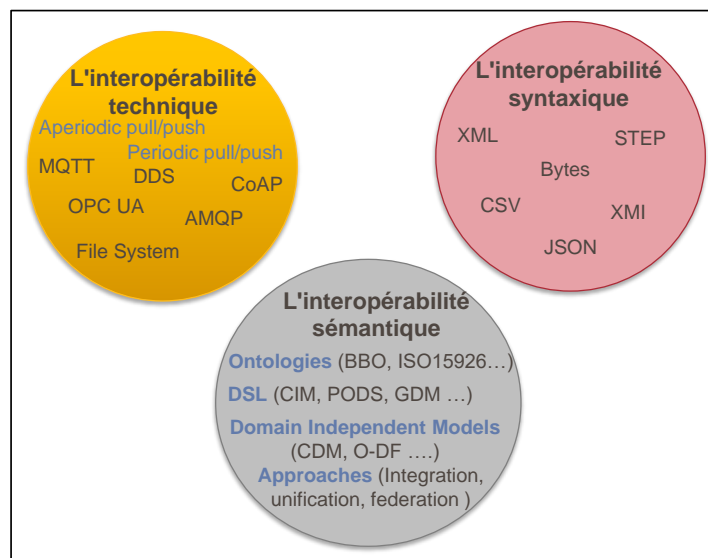 L'interopérabilité
technique
Aperiodic pull/push
Periodic pull/push
MQTT
DDS
CoAP
OPC UA
AMQP
File System
L'interopérabilité
syntaxique
XML
STEP
Bytes
CSV
XMI
JSON
L'interopérabilité
sémantique
Ontologies (BBO, ISO15926…)
DSL (CIM, PODS, GDM …)
Domain Independent Models
(CDM, O-DF ….)
Approaches (Integration,
unification, federation )